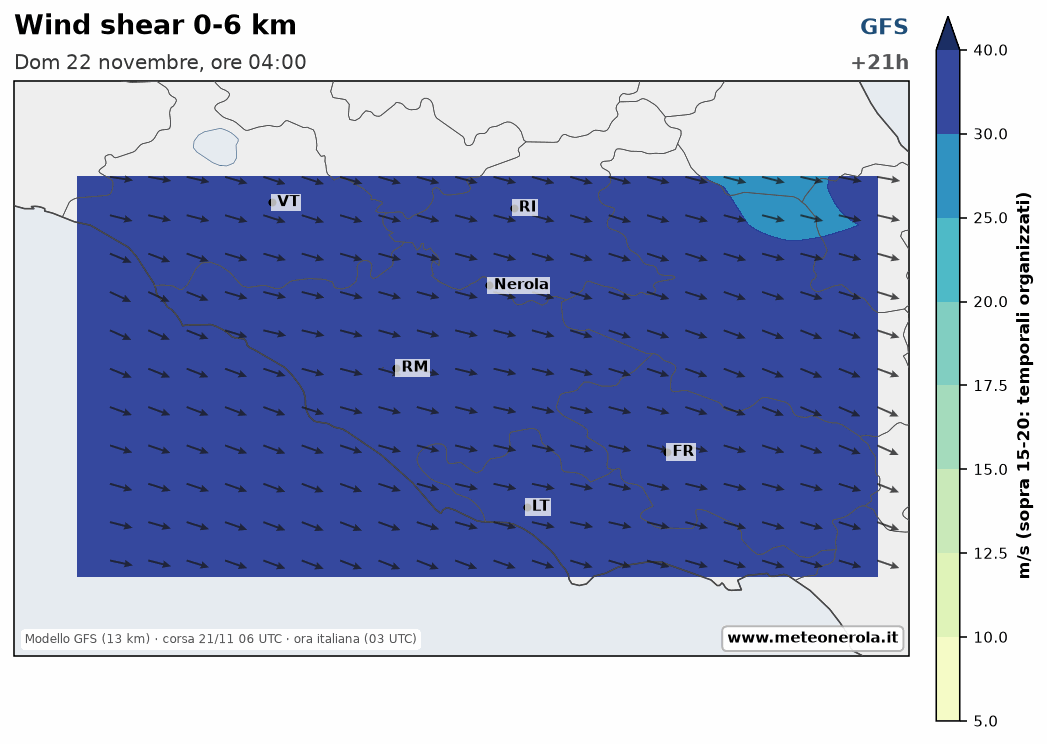 Wind shear 0-6 km
GFS
Dom 22 novembre, ore 04:00
+21h
VT
RI
Nerola
RM
FR
LT
Modello GFS (13 km) · corsa 21/11 06 UTC · ora italiana (03 UTC)
www.meteonerola.it
40.0
30.0
25.0
20.0
17.5
15.0
12.5
10.0
5.0
m/s (sopra 15-20: temporali organizzati)